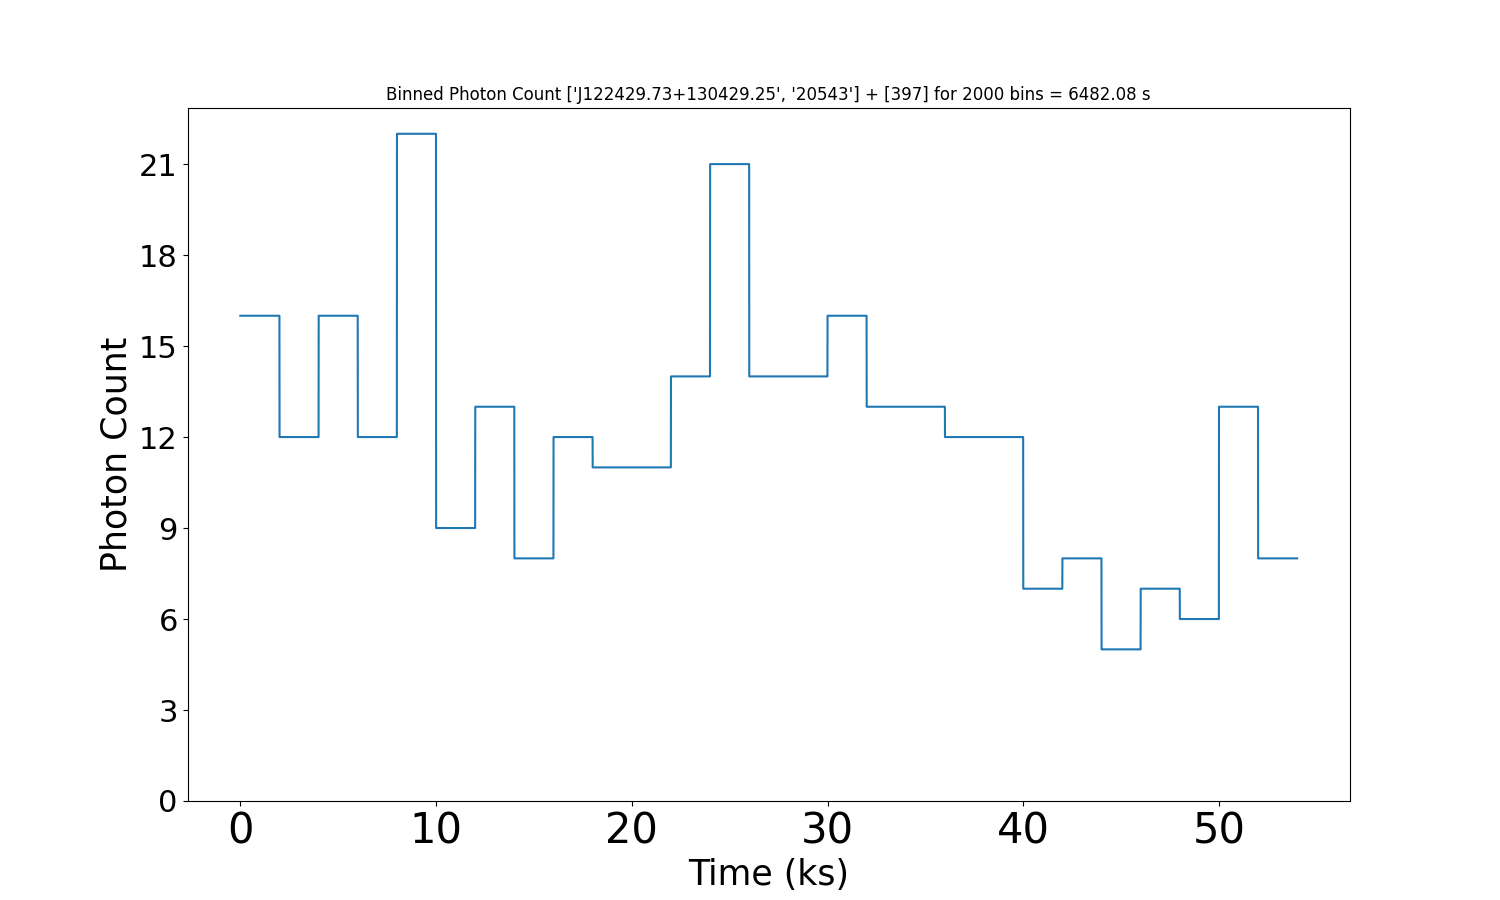 Binned Photon Count ['J122429.73+130429.25', '20543'] + [397] for 2000 bins = 6482.08 s
21
18
15
12
9
6
3
0
Photon Count
0 10 20 30 40 50
Time (ks)